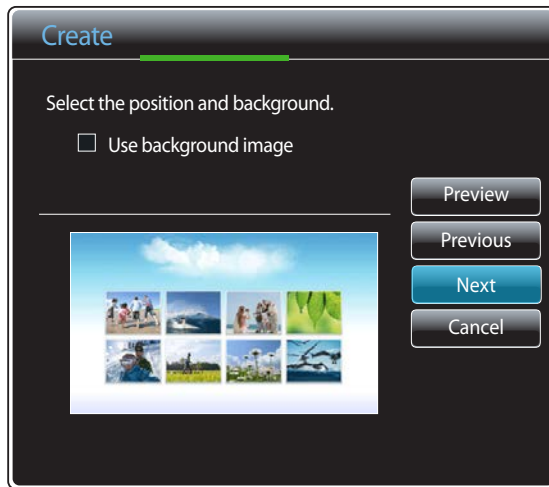 Create
Select the position and background.
Use background image
Preview
Previous
Next
Cancel